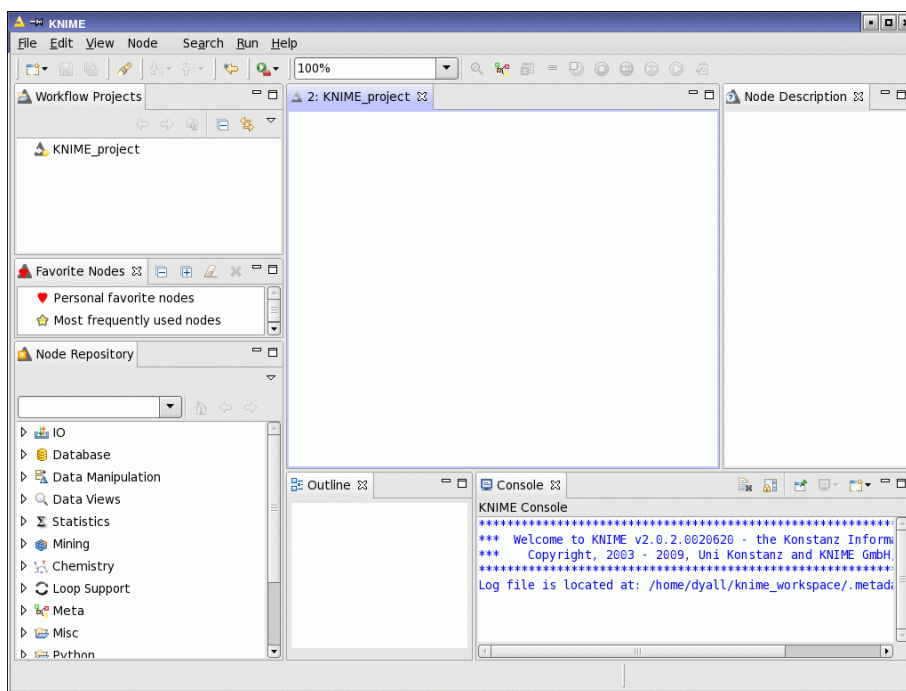 KNIME
File Edit View Node Search Run Help
100%
Workflow Projects
KNIME_project
Favorite Nodes
Personal favorite nodes
Most frequently used nodes
Node Repository
IO
Database
Data Manipulation
Data Views
Statistics
Mining
Chemistry
Loop Support
Meta
Misc
Python
2: KNIME_project
Node Description
Outline
Console
KNIME Console
***********************************************************
*** Welcome to KNIME v2.0.2.0020620 - the Konstanz Informa
*** Copyright, 2003 - 2009, Uni Konstanz and KNIME GmbH,
***********************************************************
Log file is located at: /home/dyall/knime_workspace/.metada